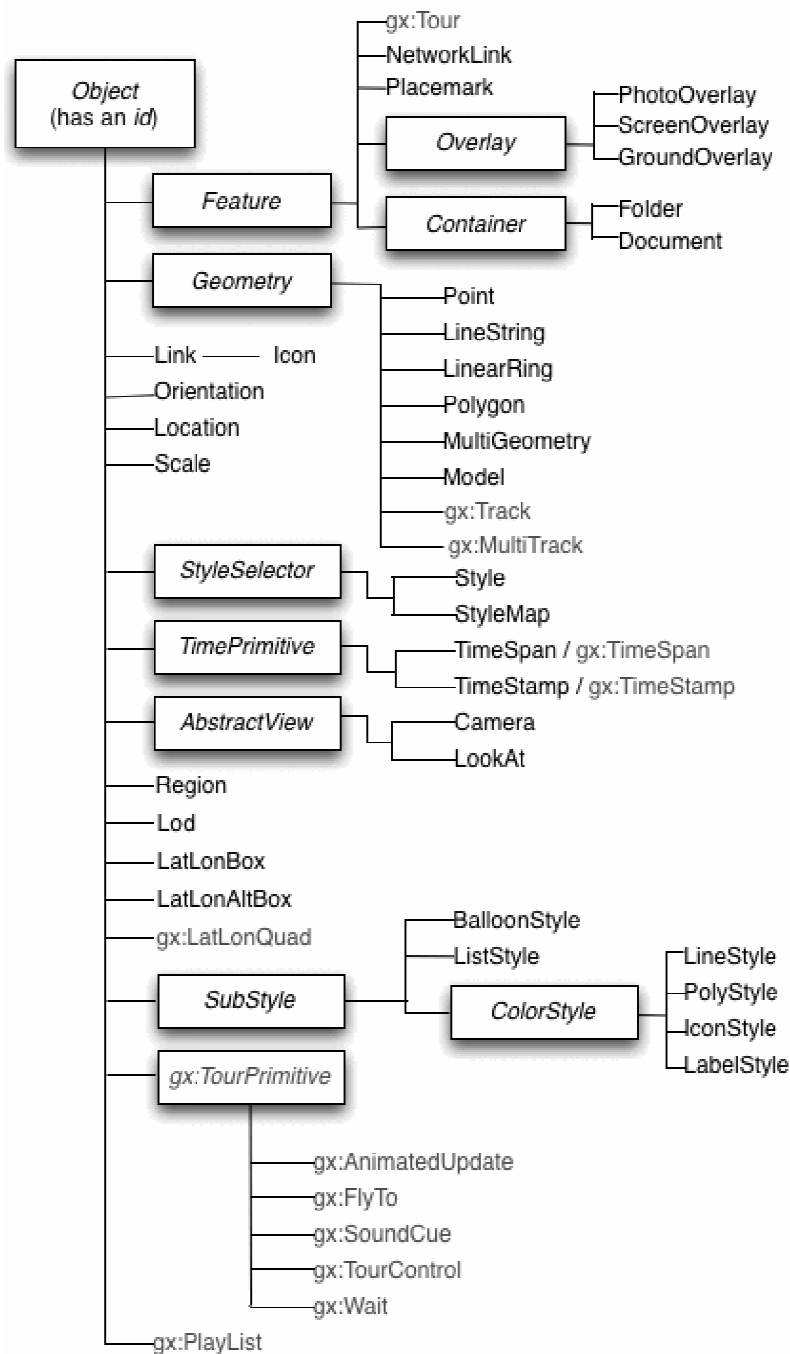 gx:Tour
NetworkLink
Placemark
Object
(has an id)
Overlay
PhotoOverlay
ScreenOverlay
GroundOverlay
Feature
Container
Folder
Document
Geometry
Point
LineString
LinearRing
Polygon
MultiGeometry
Model
gx:Track
gx:MultiTrack
Link
Icon
Orientation
Location
Scale
StyleSelector
Style
StyleMap
TimePrimitive
TimeSpan / gx:TimeSpan
TimeStamp / gx:TimeStamp
AbstractView
Camera
LookAt
Region
Lod
LatLonBox
LatLonAltBox
gx:LatLonQuad
SubStyle
BalloonStyle
ListStyle
ColorStyle
LineStyle
PolyStyle
IconStyle
LabelStyle
gx:TourPrimitive
gx:AnimatedUpdate
gx:FlyTo
gx:SoundCue
gx:TourControl
gx:Wait
gx:PlayList